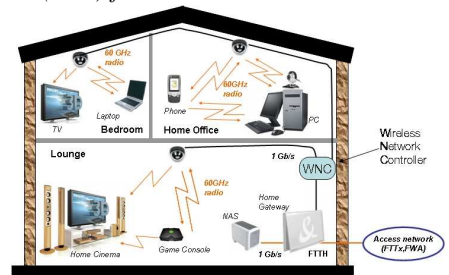 60 GHz
radio
TV
Laptop
Bedroom
Phone
60GHz
radio
PC
Home Office
Wireless
Network
Controller
Lounge
1 Gb/s
WNC
60GHz
radio
Home
Gateway
NAS
&
Home Cinema
Game Console
1 Gb/s
FTTH
Access network
(FTTx,FWA)